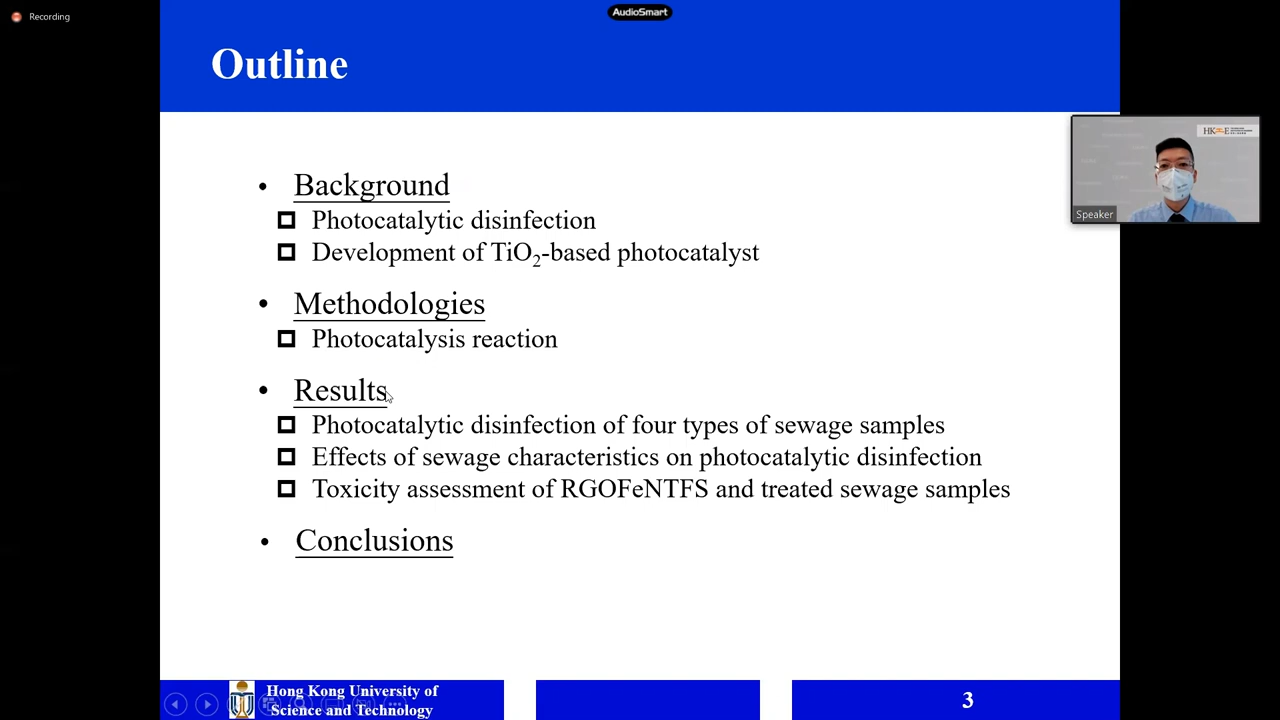 Recording
AudioSmart
Outline
HK E
Speaker
• Background
Photocatalytic disinfection
Development of TiO2-based photocatalyst
• Methodologies
Photocatalysis reaction
• Results
Photocatalytic disinfection of four types of sewage samples
Effects of sewage characteristics on photocatalytic disinfection
Toxicity assessment of RGOFeNTFS and treated sewage samples
• Conclusions
Hong Kong University of
Science and Technology
3